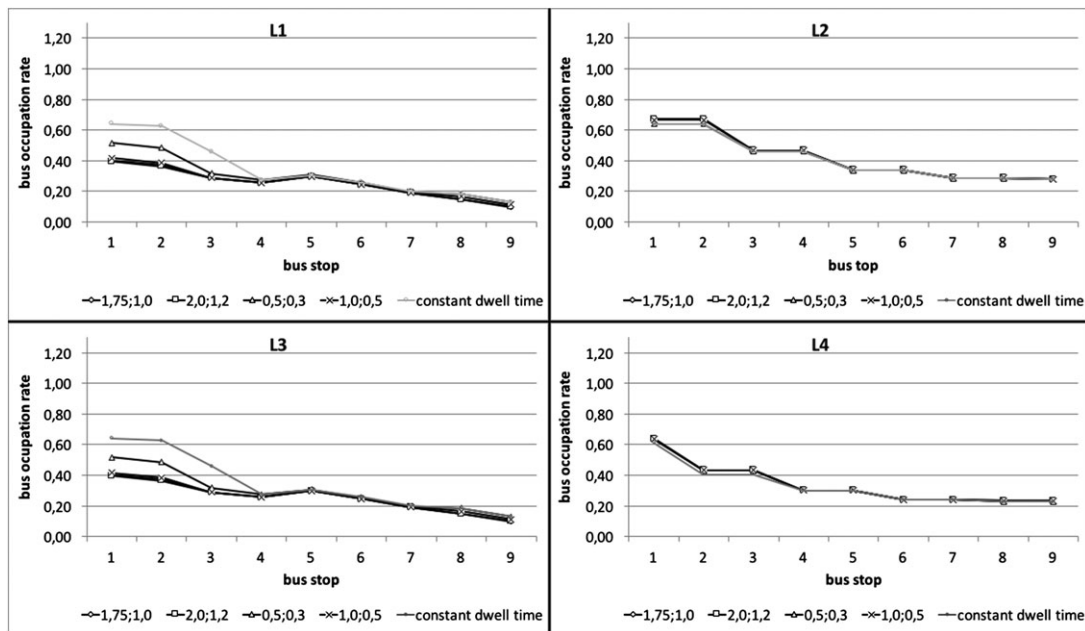 L1
1,20
1,00
0,80
0,60
0,40
0,20
0,00
bus occupation rate
1 2 3 4 5 6 7 8 9
bus stop
1,75;1,0 2,0;1,2 0,5;0,3 1,0;0,5 constant dwell time
L2
1,20
1,00
0,80
0,60
0,40
0,20
0,00
bus occupation rate
1 2 3 4 5 6 7 8 9
bus top
1,75;1,0 2,0;1,2 0,5;0,3 1,0;0,5 constant dwell time
L3
1,20
1,00
0,80
0,60
0,40
0,20
0,00
bus occupation rate
1 2 3 4 5 6 7 8 9
bus stop
1,75;1,0 2,0;1,2 0,5;0,3 1,0;0,5 constant dwell time
L4
1,20
1,00
0,80
0,60
0,40
0,20
0,00
bus occupation rate
1 2 3 4 5 6 7 8 9
bus stop
1,75;1,0 2,0;1,2 0,5;0,3 1,0;0,5 constant dwell time